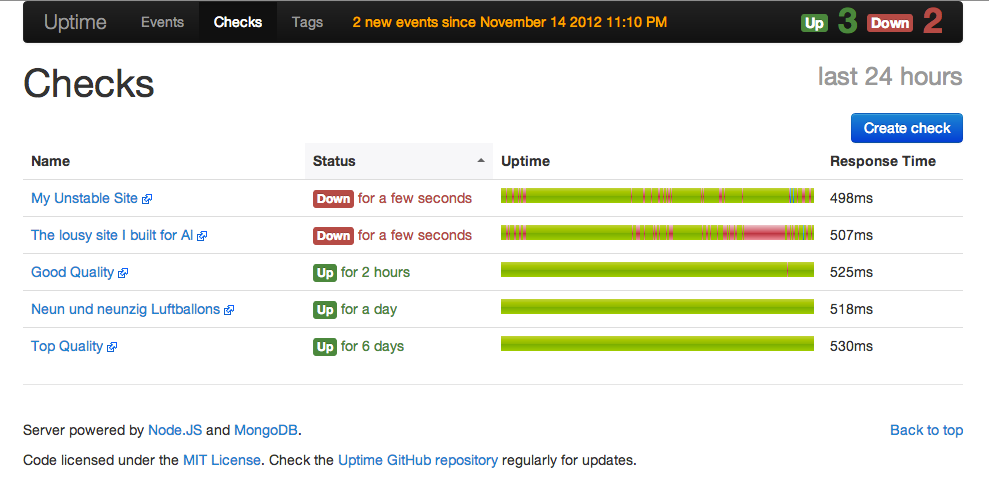 Uptime Events Checks Tags 2 new events since November 14 2012 11:10 PM Up 3 Down 2
Checks last 24 hours
Create check
Name Status Uptime Response Time
My Unstable Site Down for a few seconds 498ms
The lousy site I built for Al Down for a few seconds 507ms
Good Quality Up for 2 hours 525ms
Neun und neunzig Luftballons Up for a day 518ms
Top Quality Up for 6 days 530ms
Server powered by Node.JS and MongoDB. Back to top
Code licensed under the MIT License. Check the Uptime GitHub repository regularly for updates.